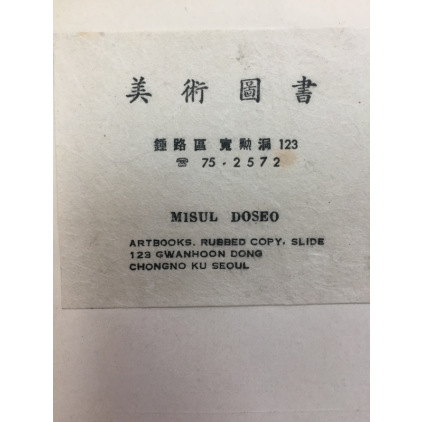 美術圖書
鍾路區 寬勳洞 123
☎ 75・2572
MISUL DOSEO
ARTBOOKS, RUBBED COPY, SLIDE
123 GWANHOON DONG
CHONGNO KU SEOUL